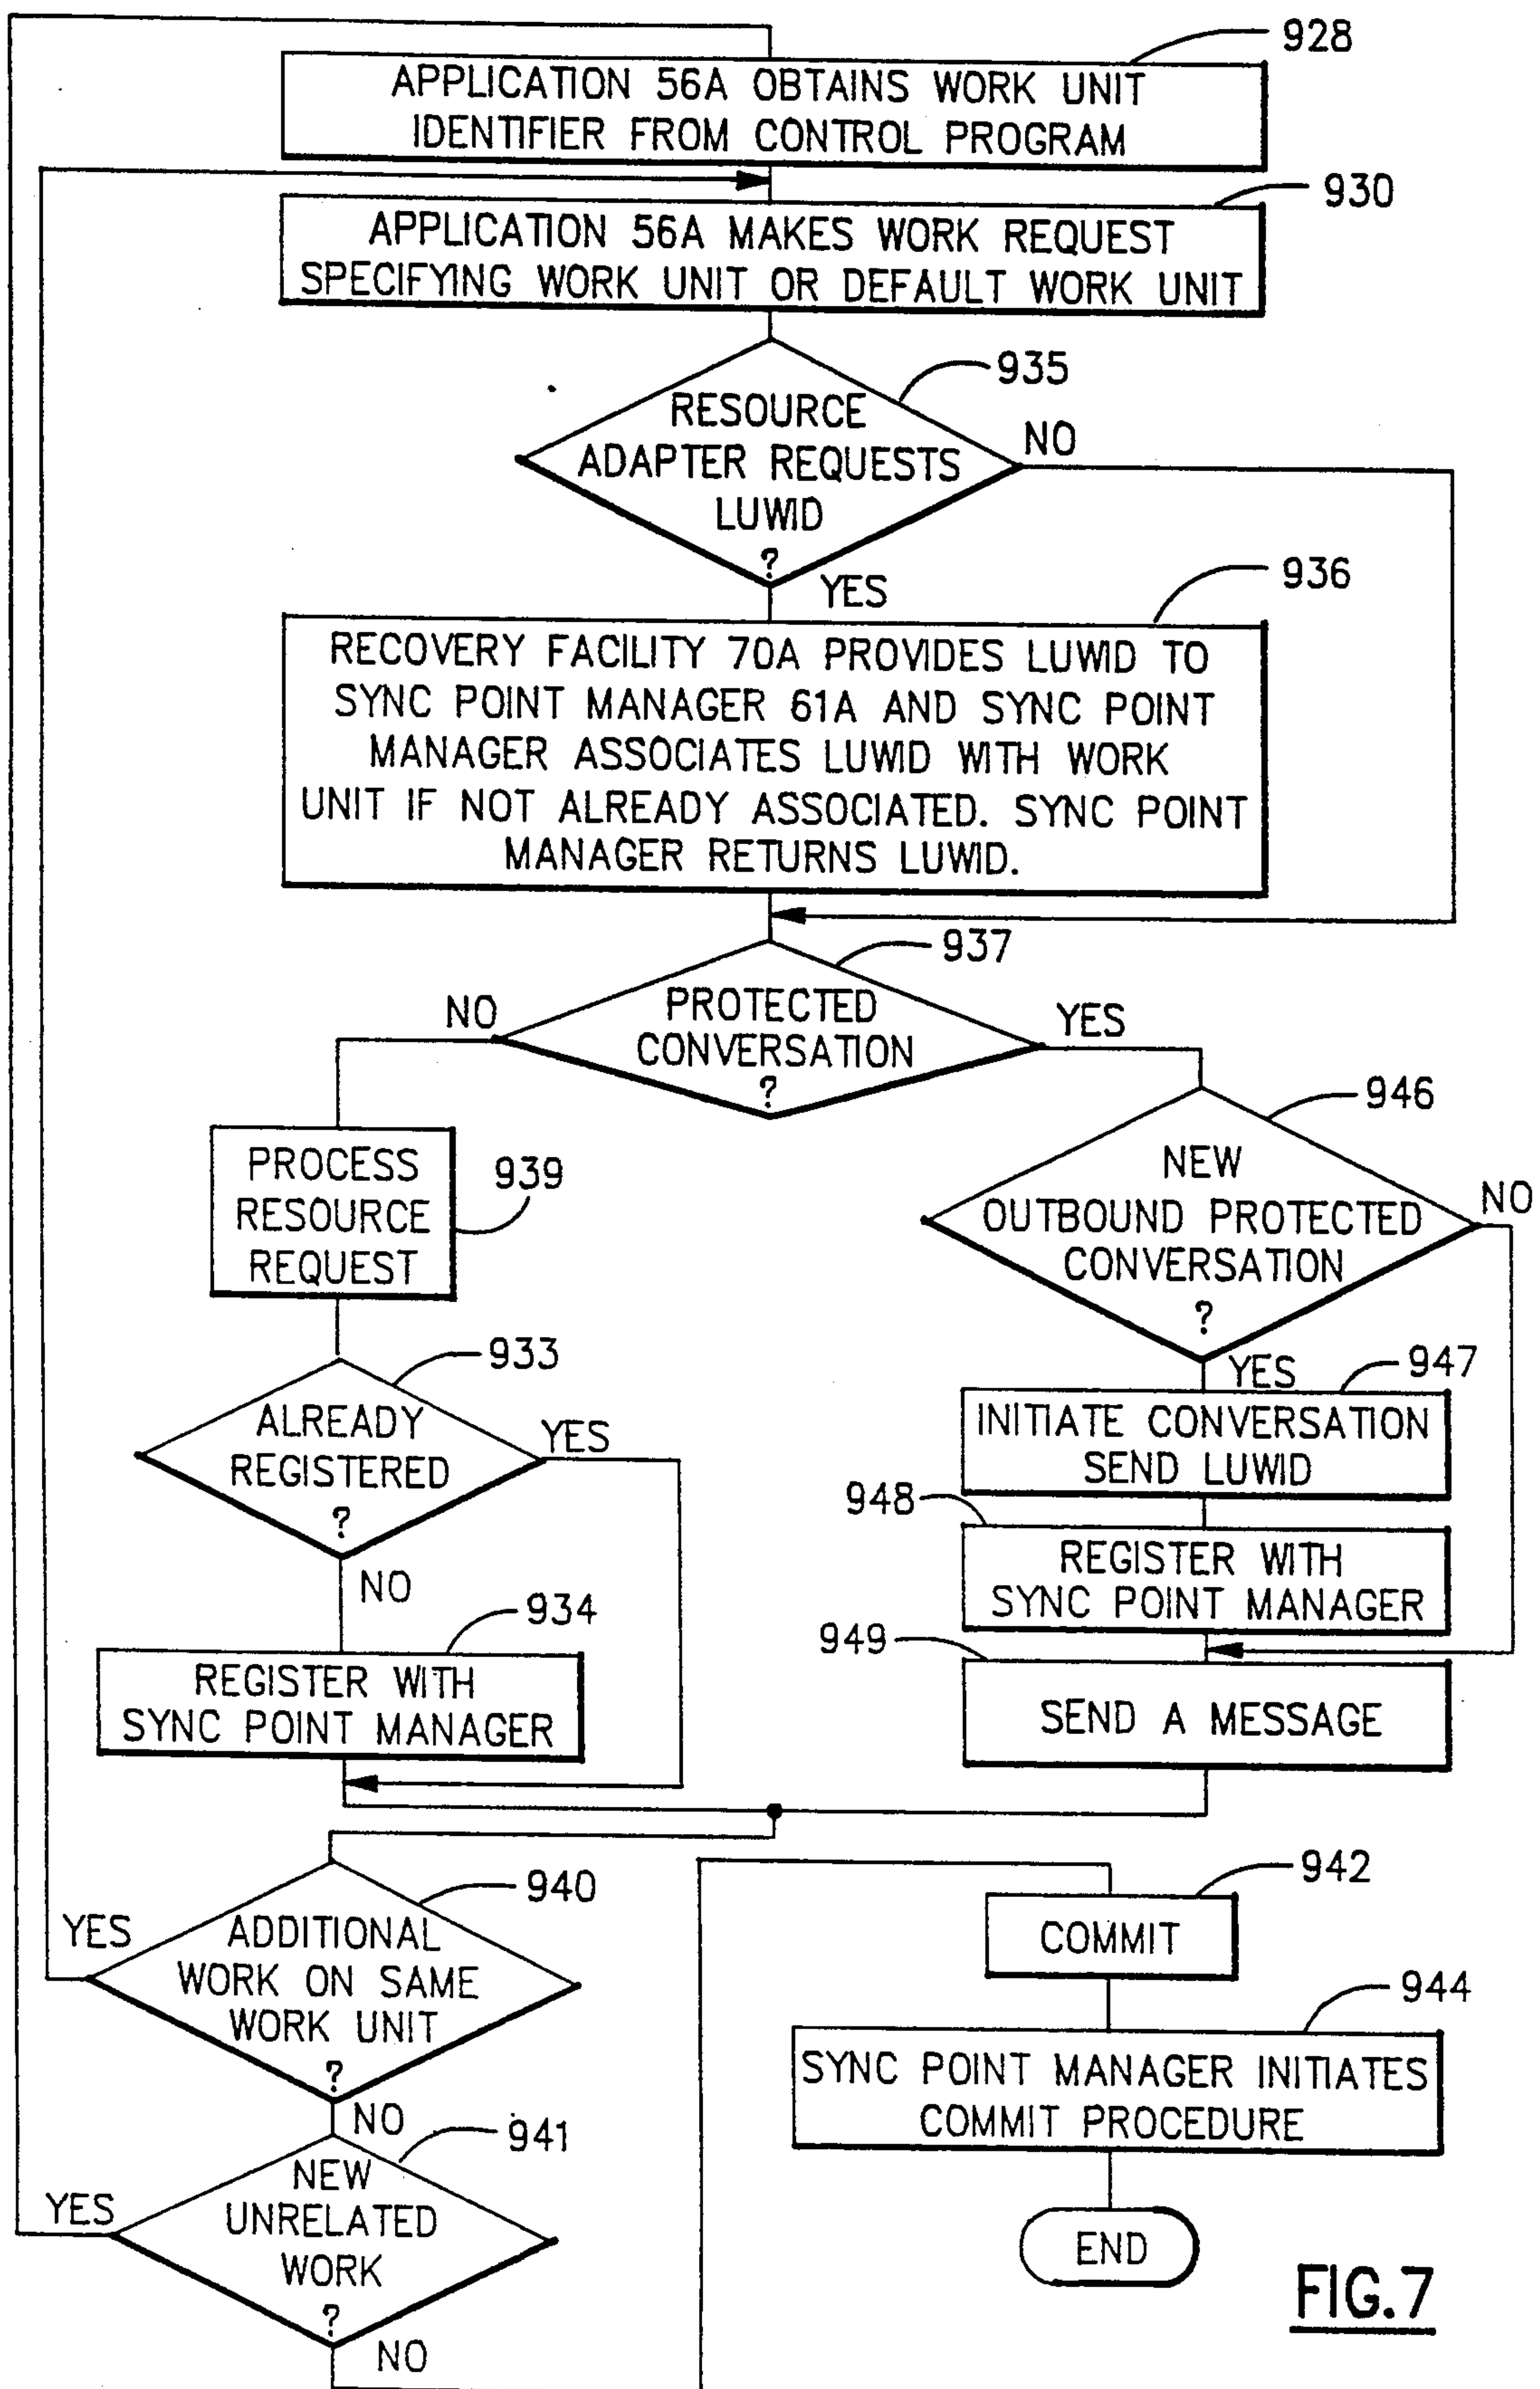 928
APPLICATION 56A OBTAINS WORK UNIT
IDENTIFIER FROM CONTROL PROGRAM
930
APPLICATION 56A MAKES WORK REQUEST
SPECIFYING WORK UNIT OR DEFAULT WORK UNIT
935
RESOURCE
ADAPTER REQUESTS
LUWID
?
NO
YES
936
RECOVERY FACILITY 70A PROVIDES LUWID TO
SYNC POINT MANAGER 61A AND SYNC POINT
MANAGER ASSOCIATES LUWID WITH WORK
UNIT IF NOT ALREADY ASSOCIATED. SYNC POINT
MANAGER RETURNS LUWID.
937
PROTECTED
CONVERSATION
?
NO
YES
946
NEW
OUTBOUND PROTECTED
CONVERSATION
?
NO
YES
PROCESS
RESOURCE
REQUEST
939
933
ALREADY
REGISTERED
?
YES
NO
947
INITIATE CONVERSATION
SEND LUWID
948
REGISTER WITH
SYNC POINT MANAGER
934
REGISTER WITH
SYNC POINT MANAGER
949
SEND A MESSAGE
940
ADDITIONAL
WORK ON SAME
WORK UNIT
?
YES
NO
941
NEW
UNRELATED
WORK
?
YES
NO
942
COMMIT
944
SYNC POINT MANAGER INITIATES
COMMIT PROCEDURE
END
FIG.7